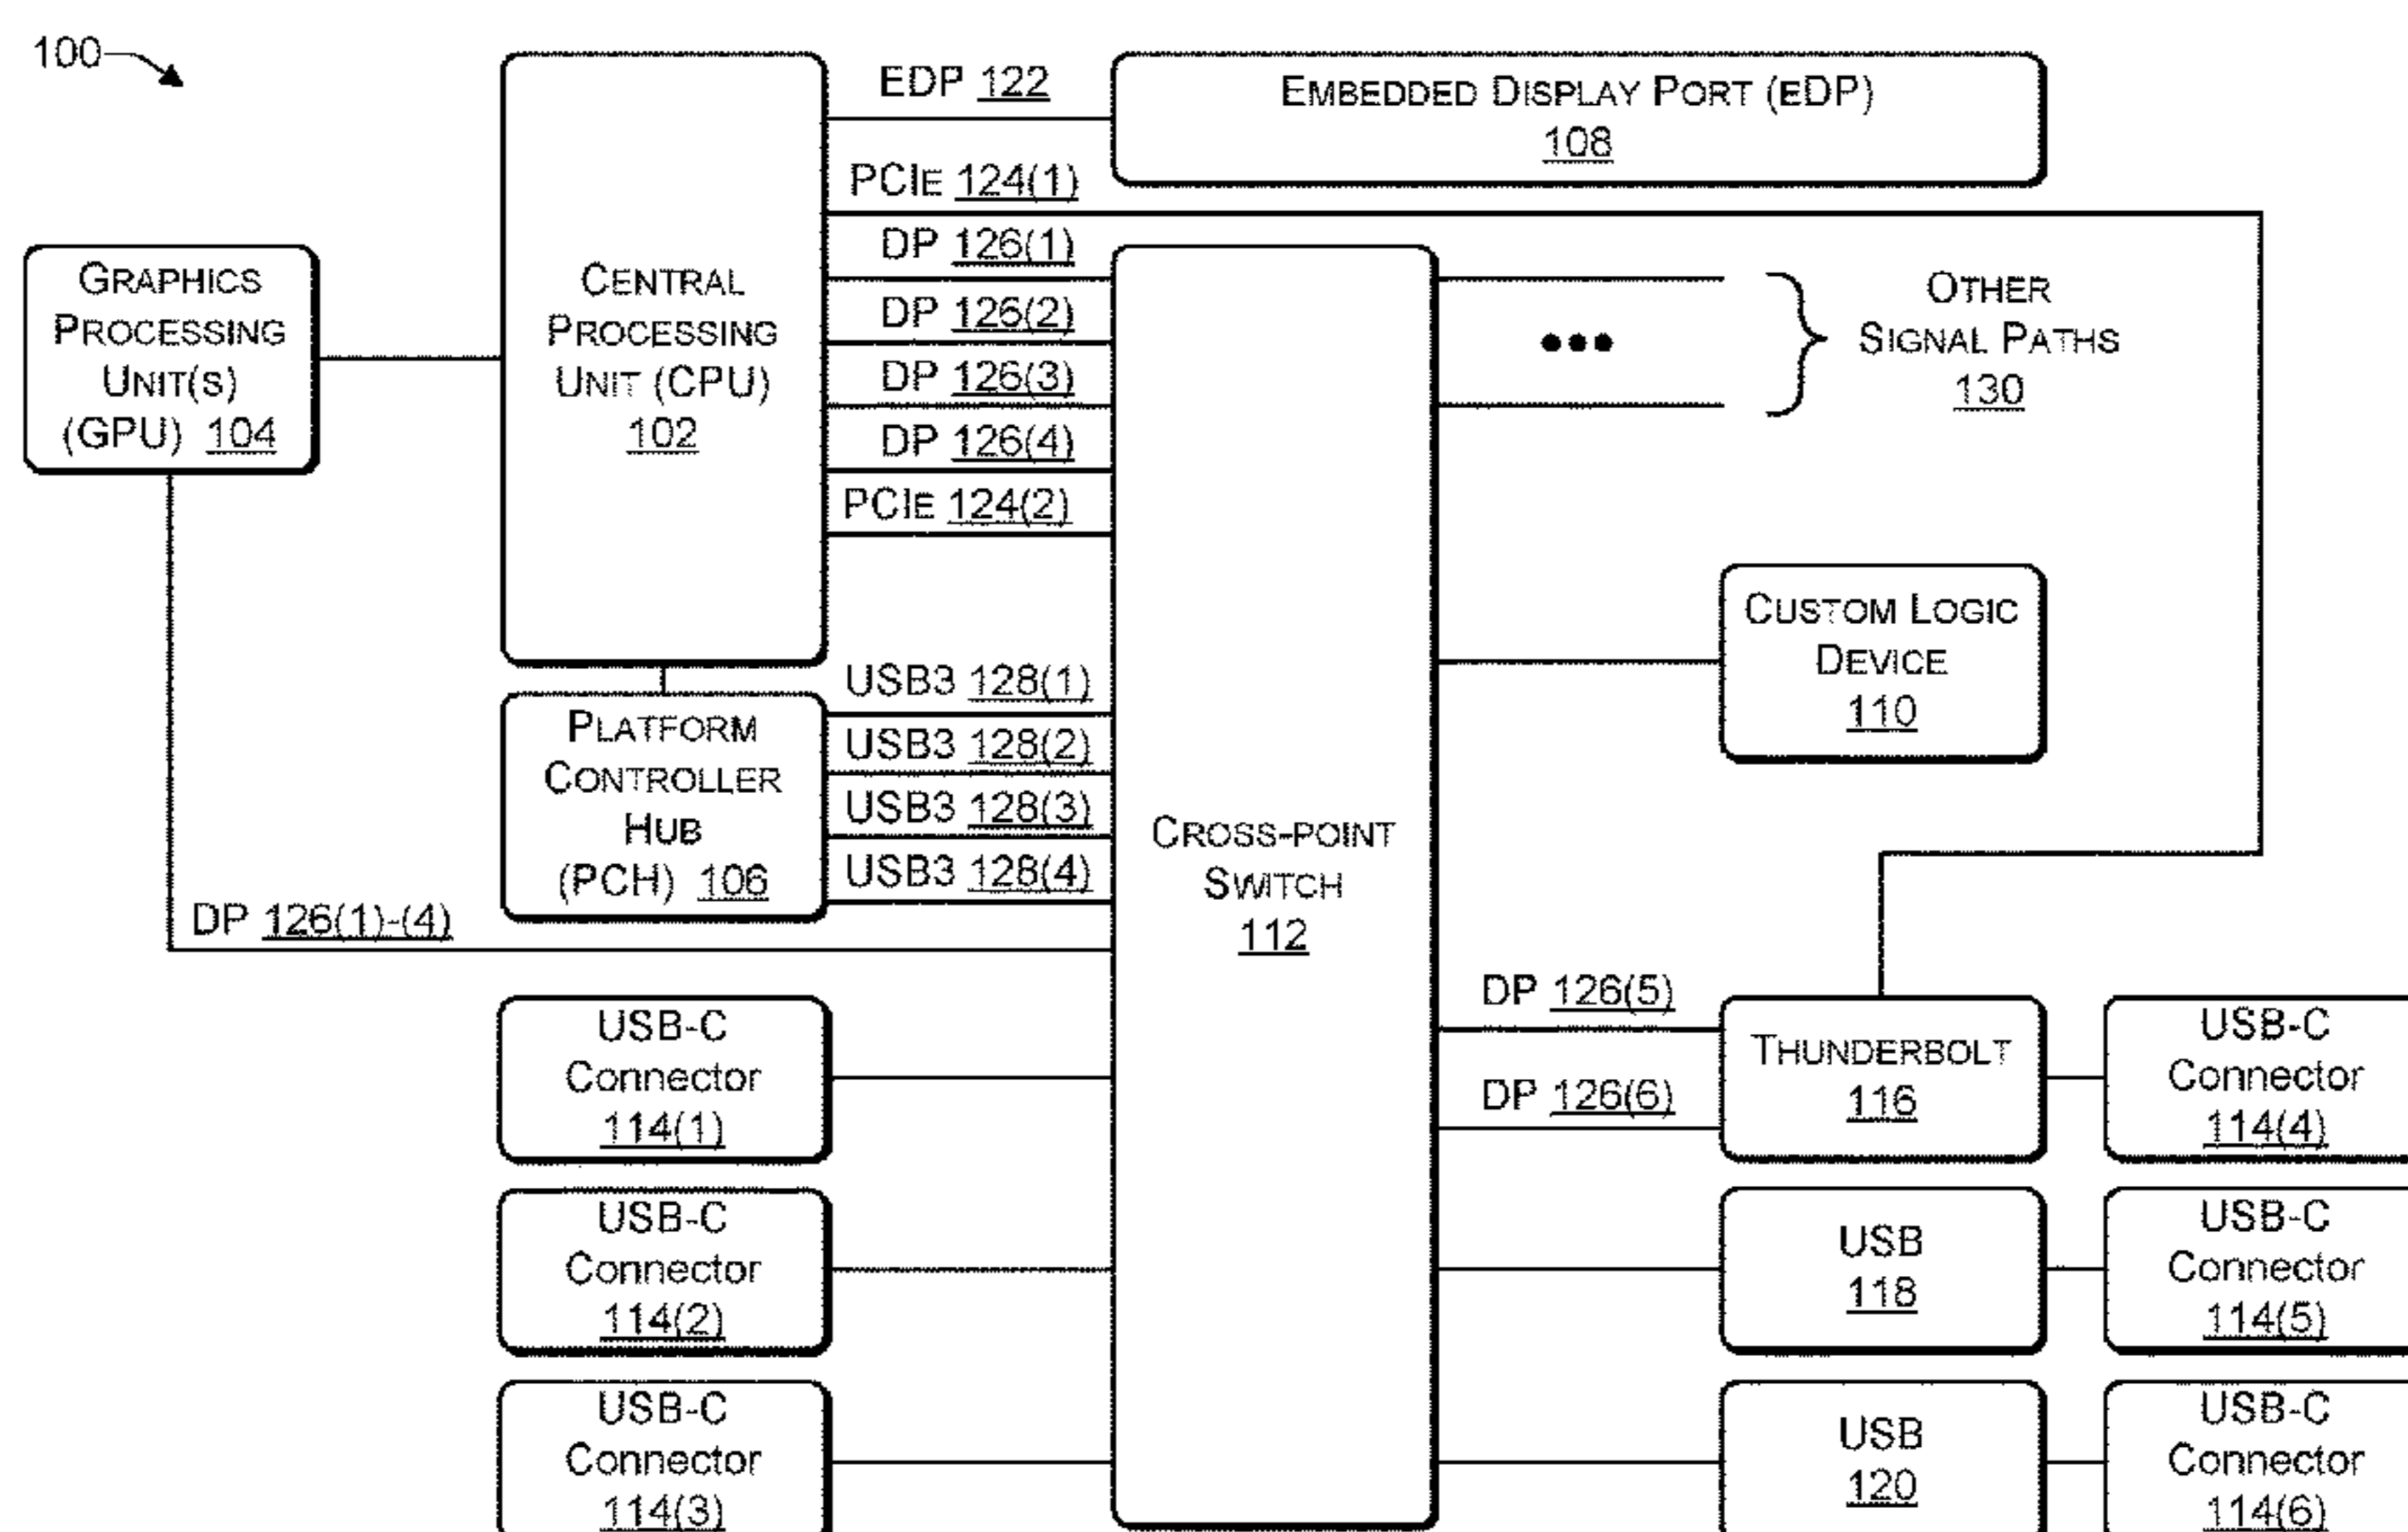 100
EDP 122
EMBEDDED DISPLAY PORT (eDP)
108
PCIE 124(1)
GRAPHICS
PROCESSING
UNIT(S)
(GPU) 104
CENTRAL
PROCESSING
UNIT (CPU)
102
DP 126(1)
DP 126(2)
DP 126(3)
DP 126(4)
PCIE 124(2)
OTHER
SIGNAL PATHS
130
CUSTOM LOGIC
DEVICE
110
PLATFORM
CONTROLLER
HUB
(PCH) 106
USB3 128(1)
USB3 128(2)
USB3 128(3)
USB3 128(4)
CROSS-POINT
SWITCH
112
DP 126(1)-(4)
DP 126(5)
DP 126(6)
THUNDERBOLT
116
USB-C
Connector
114(1)
USB-C
Connector
114(4)
USB-C
Connector
114(2)
USB
118
USB-C
Connector
114(5)
USB-C
Connector
114(3)
USB
120
USB-C
Connector
114(6)